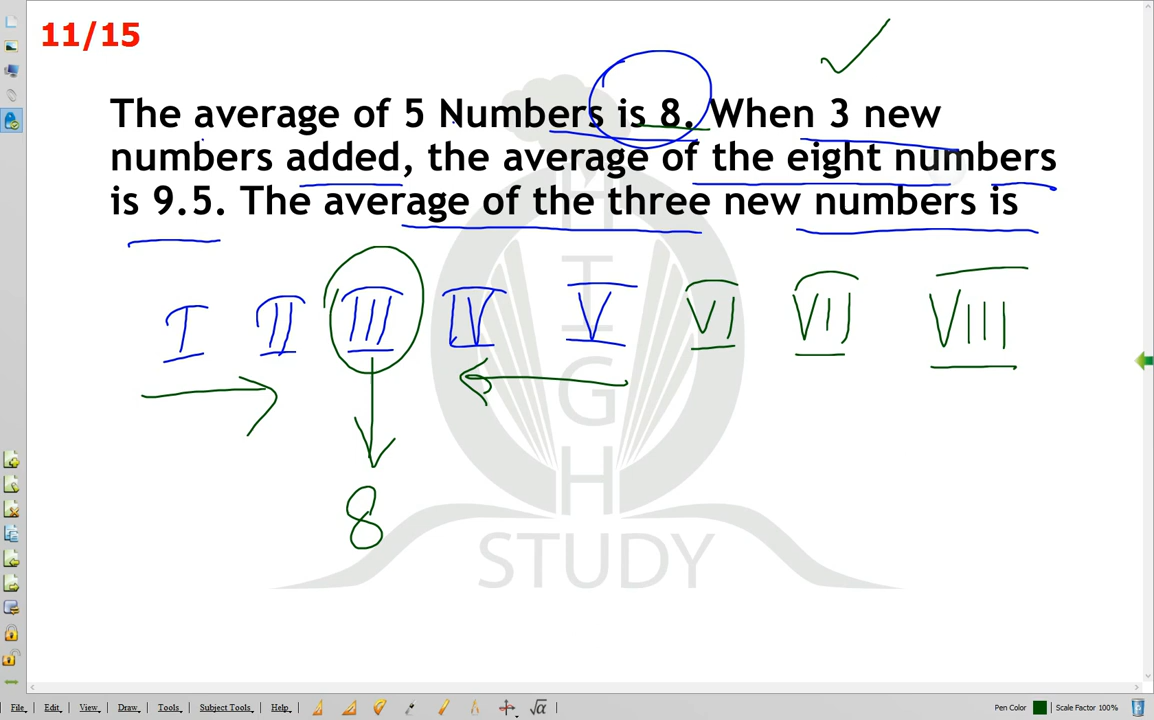 11/15
The average of 5 Numbers is 8. When 3 new
numbers added, the average of the eight numbers
is 9.5. The average of the three new numbers is
I II III IV V VI VII VIII
8
HIGH
STUDY
File, Edit, View, Draw, Tools, Subject Tools, Help, √α Pen Color Scale Factor 100%